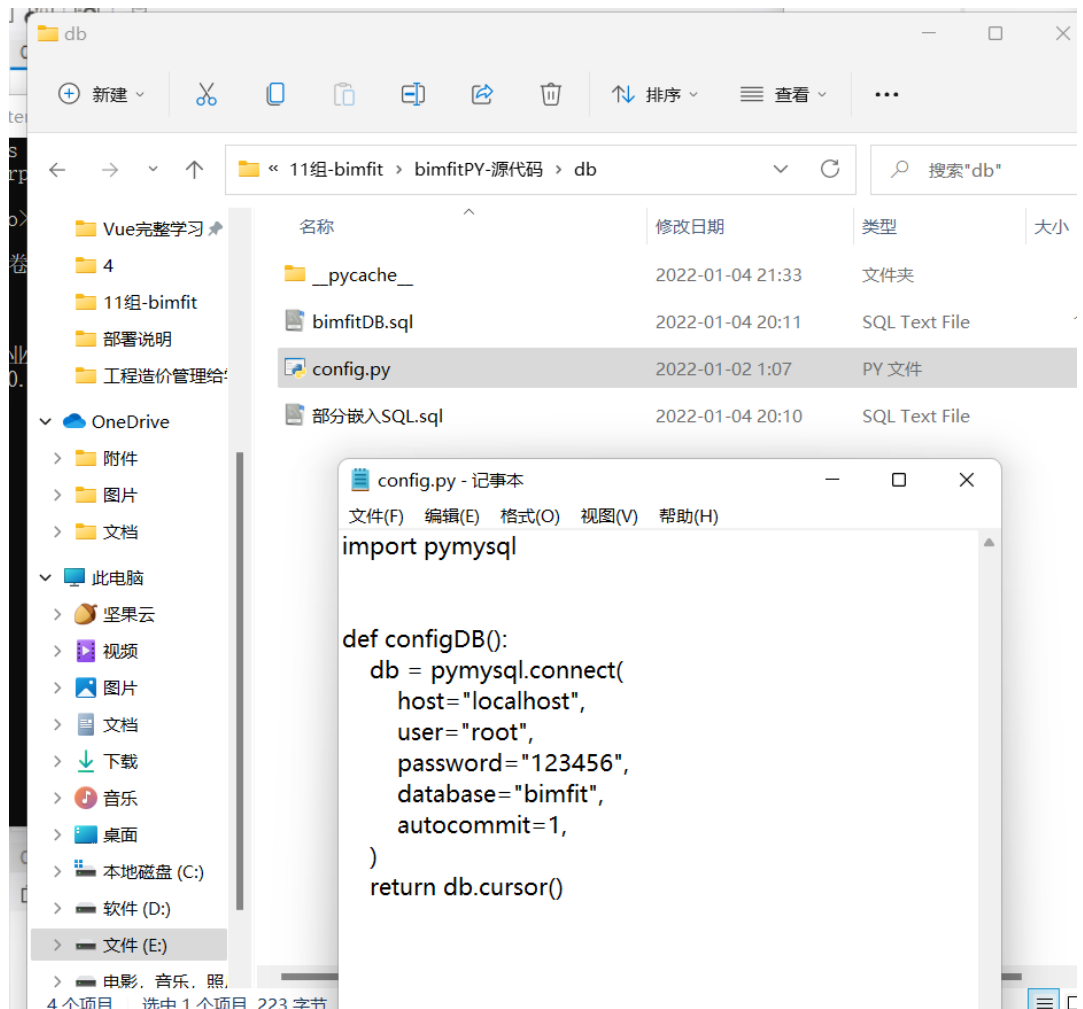 db
新建
排序
查看
« 11组-bimfit › bimfitPY-源代码 › db
搜索"db"
名称 修改日期 类型 大小
Vue完整学习
4
11组-bimfit
部署说明
工程造价管理给
OneDrive
附件
图片
文档
此电脑
坚果云
视频
图片
文档
下载
音乐
桌面
本地磁盘 (C:)
软件 (D:)
文件 (E:)
电影，音乐，照
__pycache__ 2022-01-04 21:33 文件夹
bimfitDB.sql 2022-01-04 20:11 SQL Text File
config.py 2022-01-02 1:07 PY 文件
部分嵌入SQL.sql 2022-01-04 20:10 SQL Text File
config.py - 记事本
文件(F) 编辑(E) 格式(O) 视图(V) 帮助(H)
import pymysql
def configDB():
db = pymysql.connect(
host="localhost",
user="root",
password="123456",
database="bimfit",
autocommit=1,
)
return db.cursor()
4 个项目 选中 1 个项目 223 字节